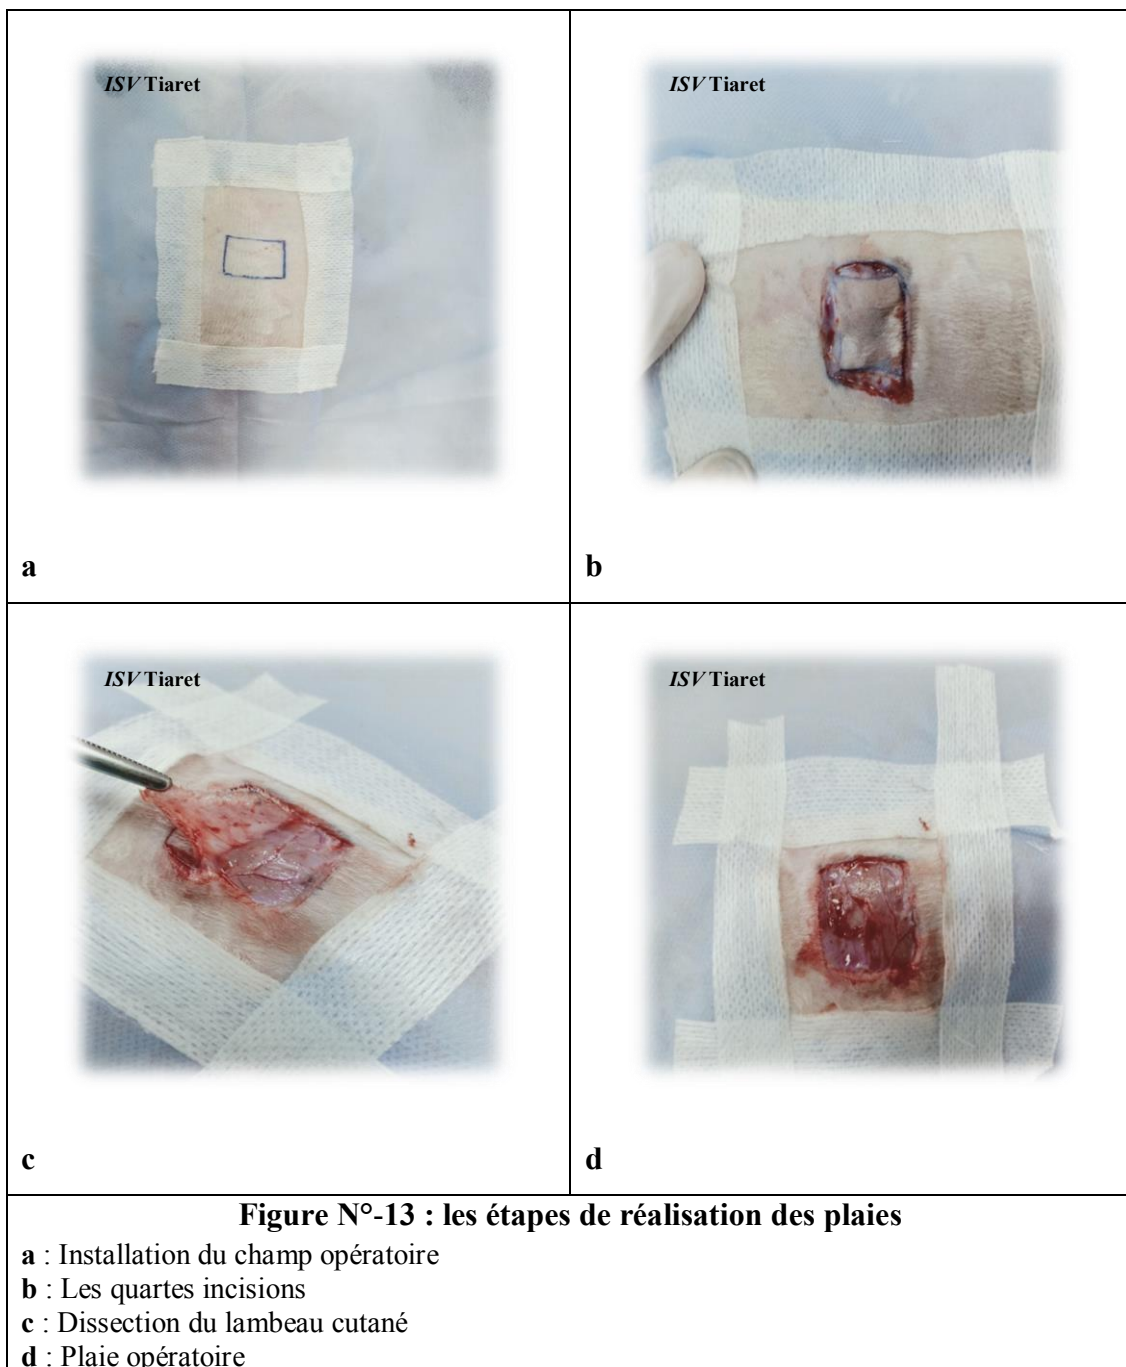 ISV Tiaret
ISV Tiaret
a
b
ISV Tiaret
ISV Tiaret
c
d
Figure N°-13 : les étapes de réalisation des plaies
a : Installation du champ opératoire
b : Les quartes incisions
c : Dissection du lambeau cutané
d : Plaie opératoire